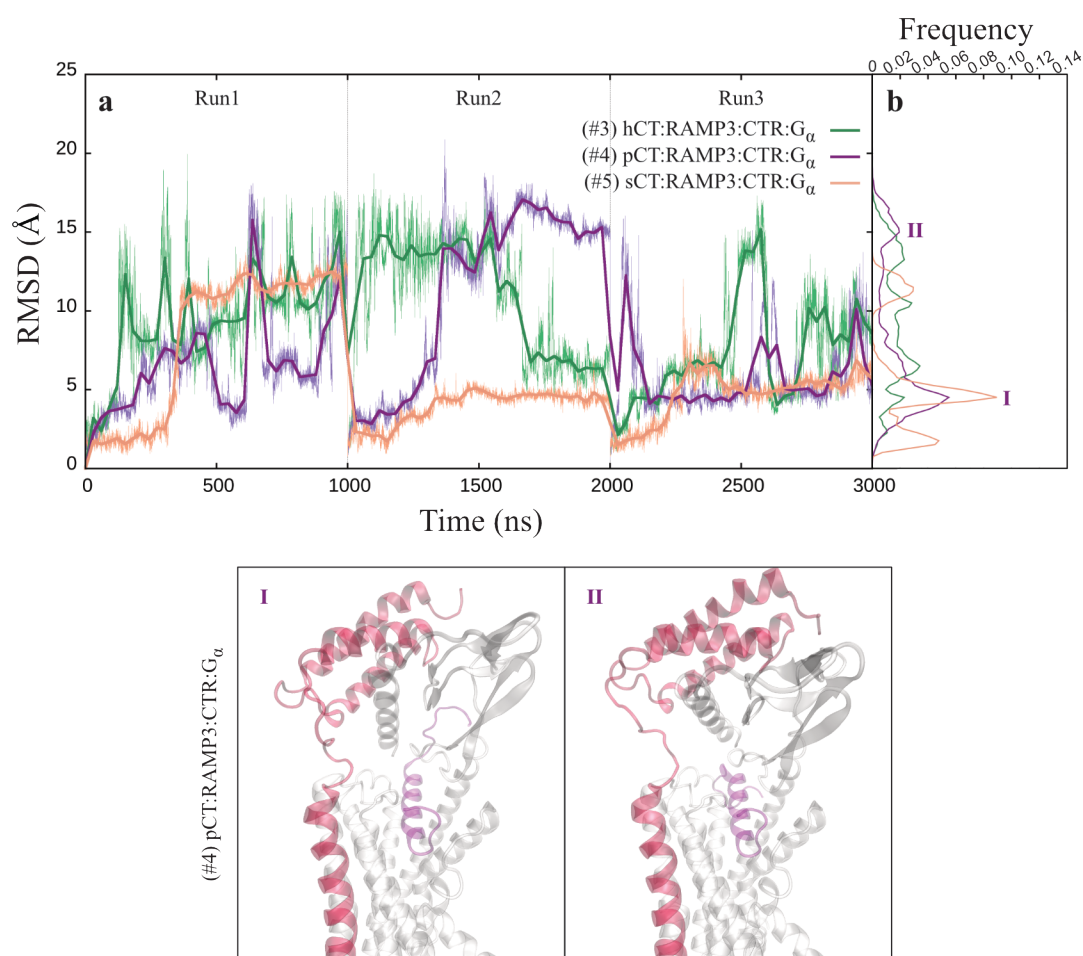 Frequency
0 0.02 0.04 0.06 0.08 0.10 0.12 0.14
a Run1 Run2 Run3 b
(#3) hCT:RAMP3:CTR:Gα
(#4) pCT:RAMP3:CTR:Gα
(#5) sCT:RAMP3:CTR:Gα
25
20
15
10
5
0
RMSD (Å)
II
I
0 500 1000 1500 2000 2500 3000
Time (ns)
I II
(#4) pCT:RAMP3:CTR:Gα